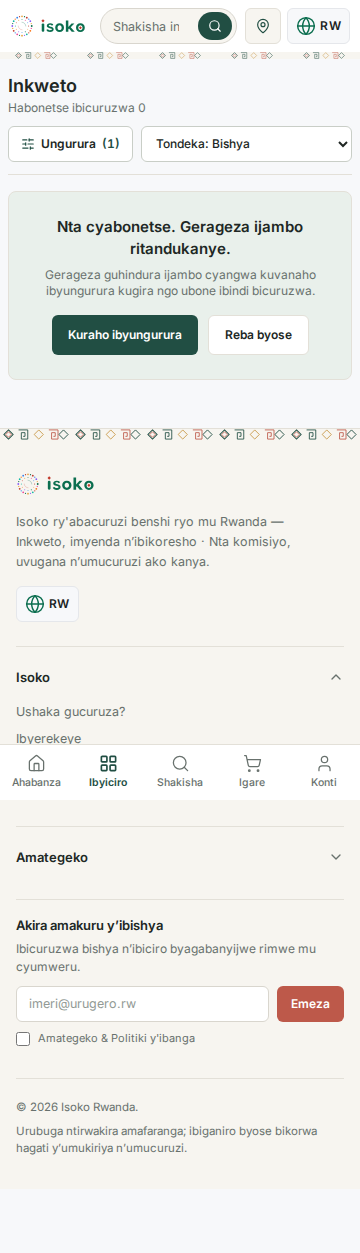 isoko
Shakisha in
RW
Inkweto
Habonetse ibicuruzwa 0
Ungurura (1)
Tondeka: Bishya
Nta cyabonetse. Gerageza ijambo
ritandukanye.
Gerageza guhindura ijambo cyangwa kuvanaho
ibyungurura kugira ngo ubone ibindi bicuruzwa.
Kuraho ibyungurura
Reba byose
isoko
Isoko ry'abacuruzi benshi ryo mu Rwanda —
Inkweto, imyenda n'ibikoresho · Nta komisiyo,
uvugana n'umucuruzi ako kanya.
RW
Isoko
Ushaka gucuruza?
Ibyerekeye
Ahabanza
Ibyiciro
Shakisha
Igare
Konti
Amategeko
Akira amakuru y'ibishya
Ibicuruzwa bishya n'ibiciro byagabanyijwe rimwe mu
cyumweru.
imeri@urugero.rw
Emeza
Amategeko & Politiki y'ibanga
© 2026 Isoko Rwanda.
Urubuga ntirwakira amafaranga; ibiganiro byose bikorwa
hagati y'umukiriya n'umucuruzi.